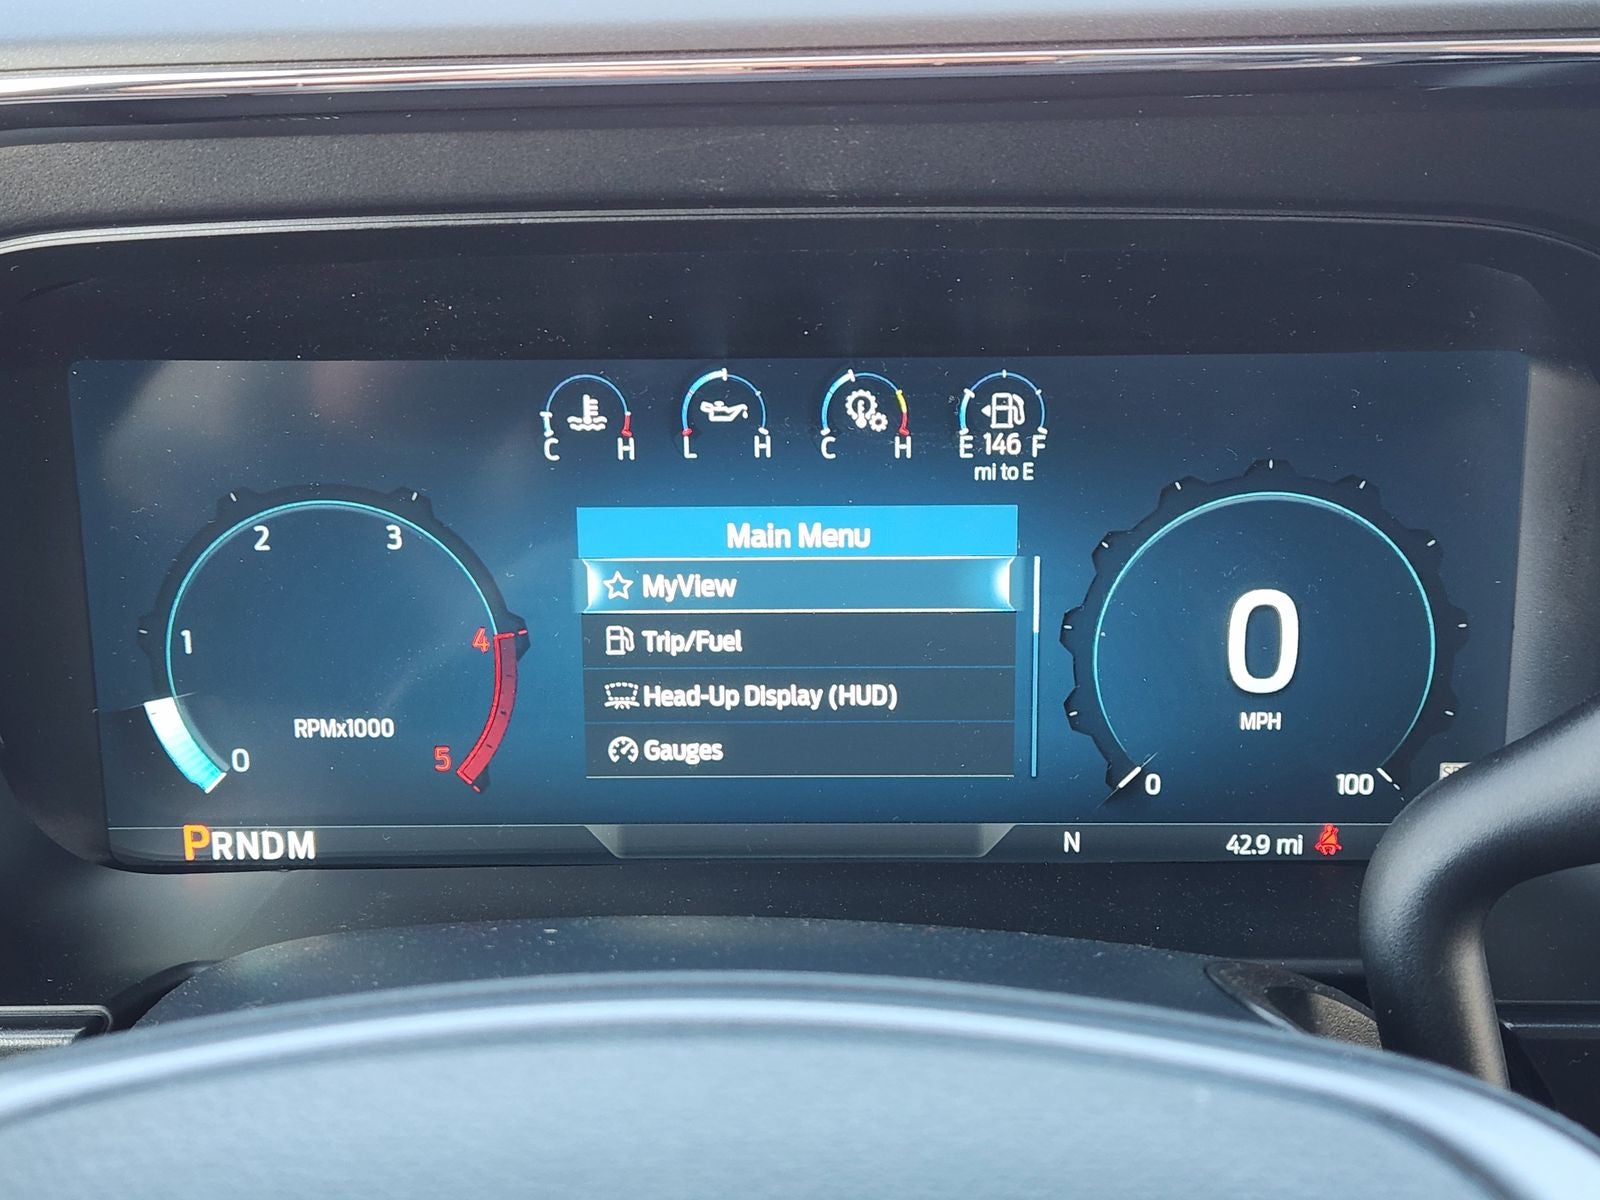 C H
L H
C H
E 146 F
mi to E
Main Menu
MyView
Trip/Fuel
Head-Up Display (HUD)
Gauges
0
1
2
3
4
5
RPMx1000
0
MPH
0
100
PRNDM
N
42.9 mi